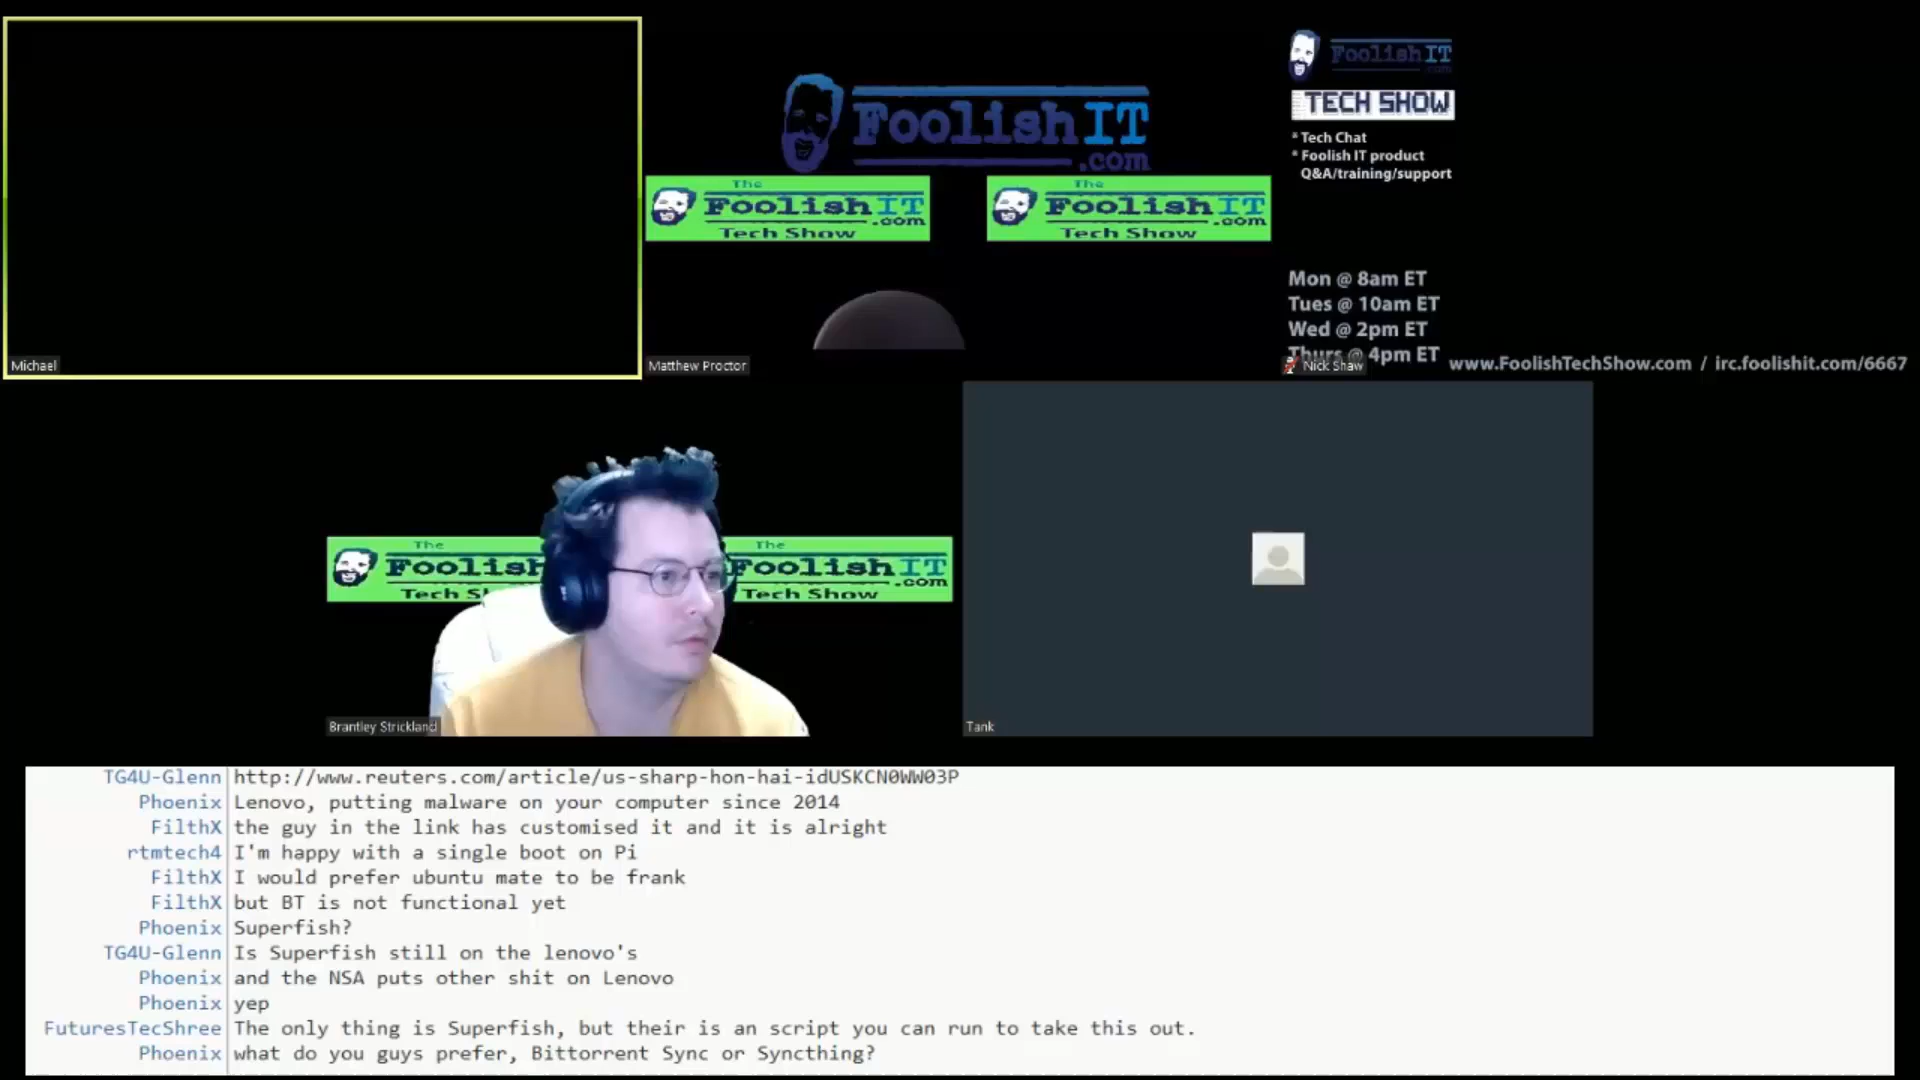 FoolishIT
.com
The
FoolishIT
.com
Tech Show
The
FoolishIT
.com
Tech Show
FoolishIT
.com
TECH SHOW
* Tech Chat
* Foolish IT product
Q&A/training/support
Mon @ 8am ET
Tues @ 10am ET
Wed @ 2pm ET
Thurs @ 4pm ET
www.FoolishTechShow.com / irc.foolishit.com/6667
Michael
Matthew Proctor
Nick Shaw
The
Foolish
Tech S
The
FoolishIT
.com
Tech Show
Brantley Strickland
Tank
TG4U-Glenn http://www.reuters.com/article/us-sharp-hon-hai-idUSKCN0WW03P
Phoenix Lenovo, putting malware on your computer since 2014
FilthX the guy in the link has customised it and it is alright
rtmtech4 I'm happy with a single boot on Pi
FilthX I would prefer ubuntu mate to be frank
FilthX but BT is not functional yet
Phoenix Superfish?
TG4U-Glenn Is Superfish still on the lenovo's
Phoenix and the NSA puts other shit on Lenovo
Phoenix yep
FuturesTecShree The only thing is Superfish, but their is an script you can run to take this out.
Phoenix what do you guys prefer, Bittorrent Sync or Syncthing?